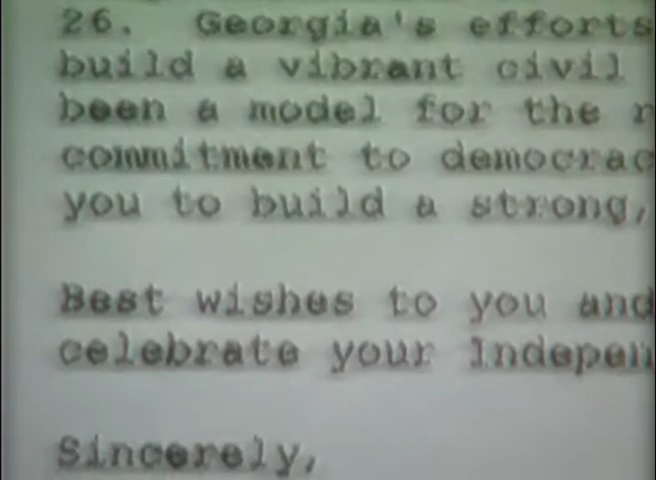 26. Georgia's efforts
build a vibrant civil
been a model for the r
commitment to democrac
you to build a strong,
Best wishes to you and
celebrate your Indepen
Sincerely,